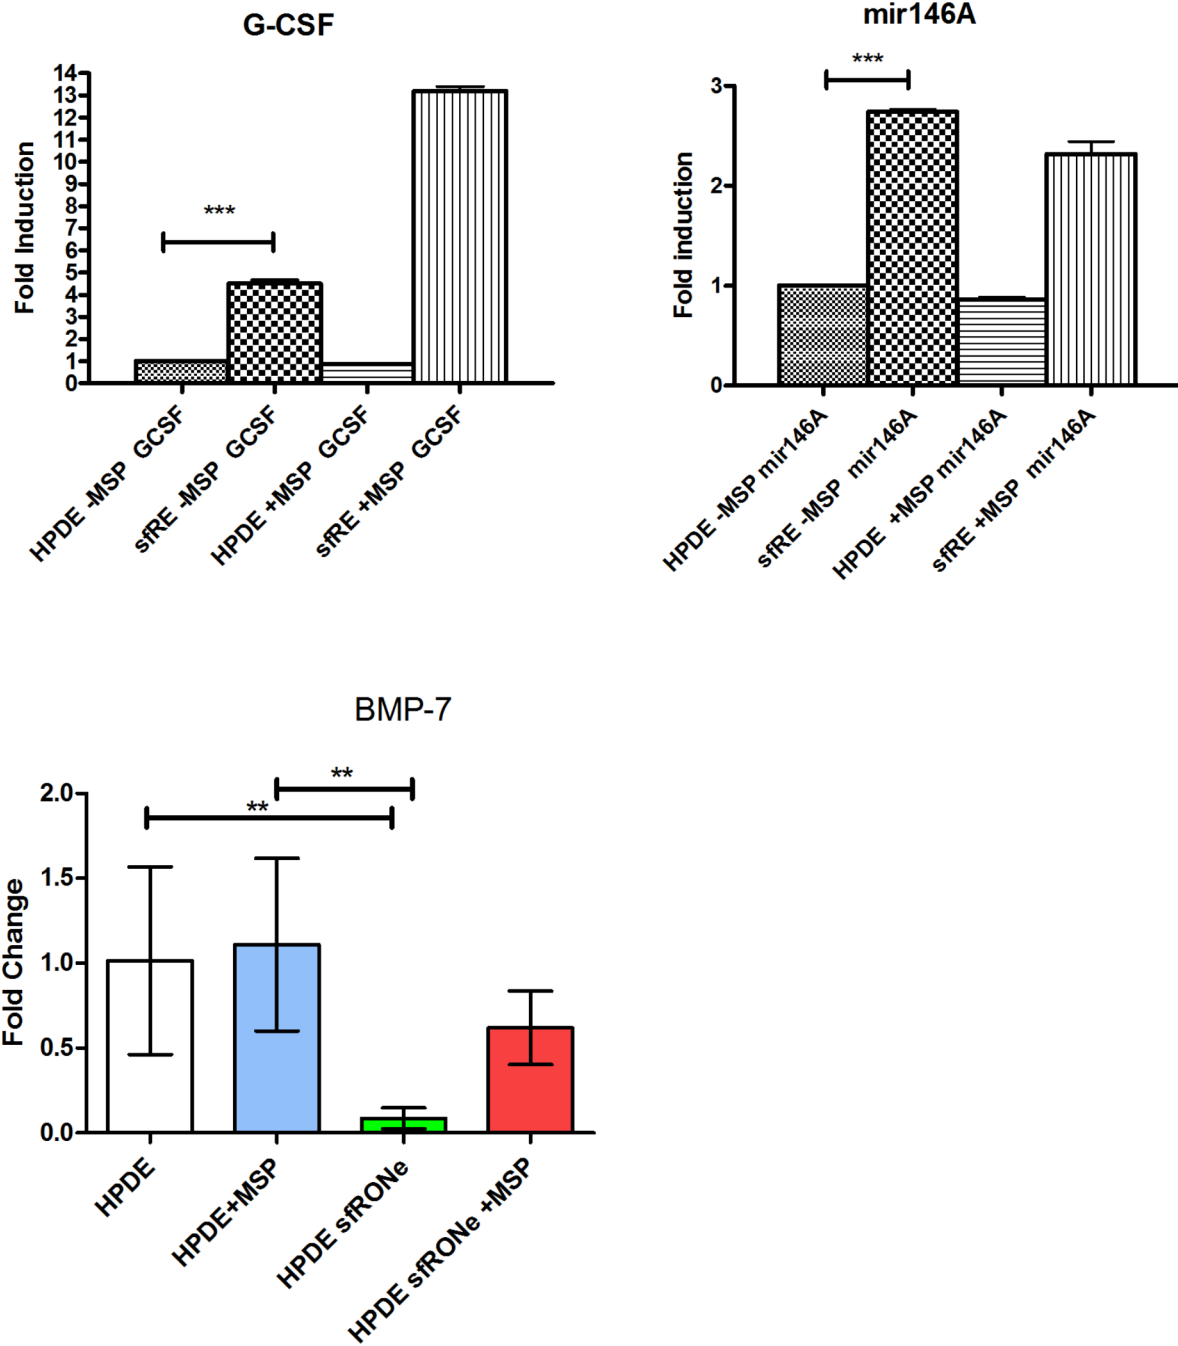 G-CSF
Fold Induction
14
13
12
11
10
9
8
7
6
5
4
3
2
1
0
***
HPDE -MSP GCSF
sfRE -MSP GCSF
HPDE +MSP GCSF
sfRE +MSP GCSF
mir146A
Fold induction
3
2
1
0
***
HPDE -MSP mir146A
sfRE -MSP mir146A
HPDE +MSP mir146A
sfRE +MSP mir146A
BMP-7
Fold Change
2.0
1.5
1.0
0.5
0.0
**
**
HPDE
HPDE+MSP
HPDE sfRONe
HPDE sfRONe +MSP